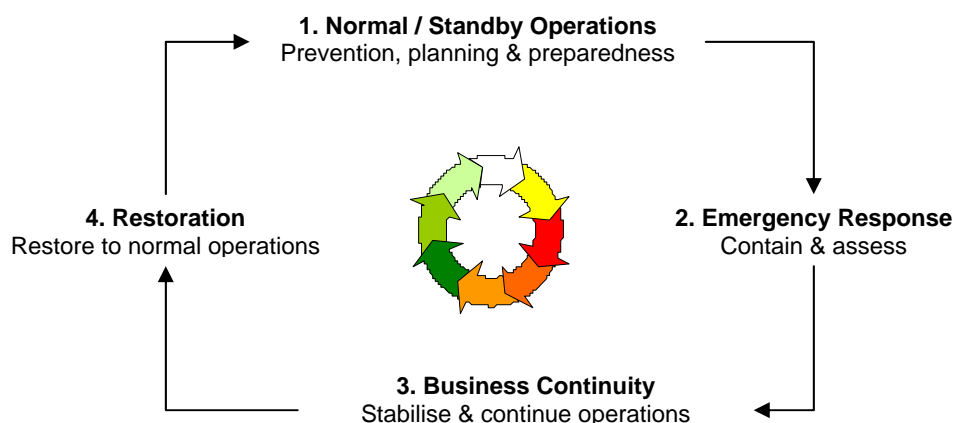 1. Normal / Standby Operations
Prevention, planning & preparedness
2. Emergency Response
Contain & assess
3. Business Continuity
Stabilise & continue operations
4. Restoration
Restore to normal operations